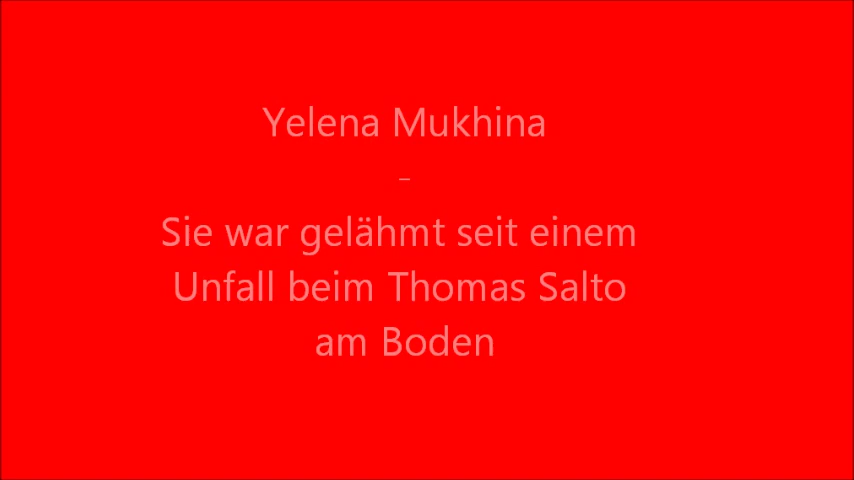 Yelena Mukhina
-
Sie war gelähmt seit einem
Unfall beim Thomas Salto
am Boden